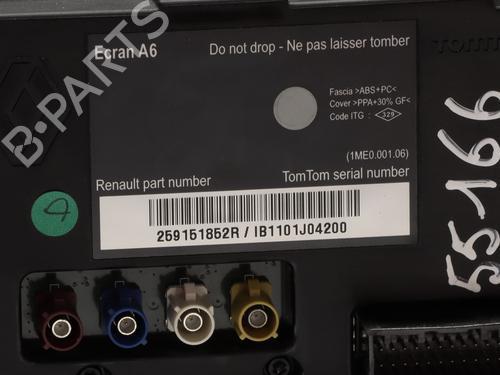 Ecran A6
Do not drop - Ne pas laisser tomber
TOMTOM
Fascia >ABS+PC<
Cover >PPA+30% GF<
Code ITG : 329
(1ME0.001.06)
Renault part number
TomTom serial number
259151852R / IB1101J04200
4
55166
B-PARTS